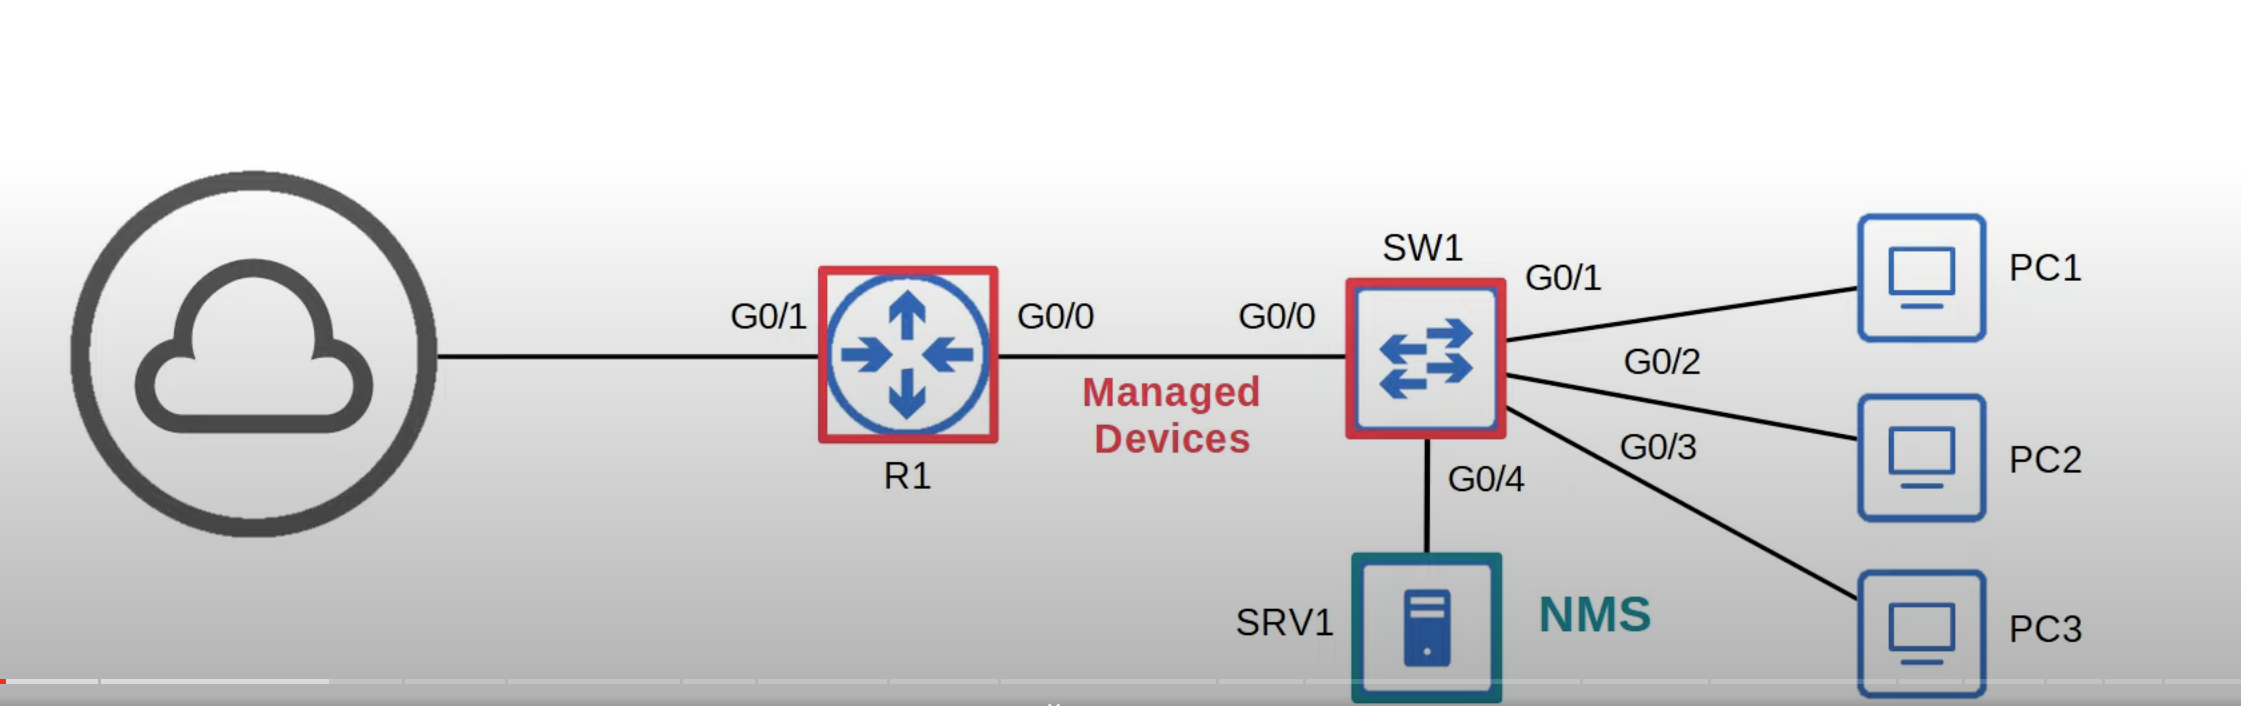 SW1
G0/1
PC1
G0/1
G0/0
G0/0
G0/2
Managed
Devices
G0/3
PC2
R1
G0/4
SRV1
NMS
PC3